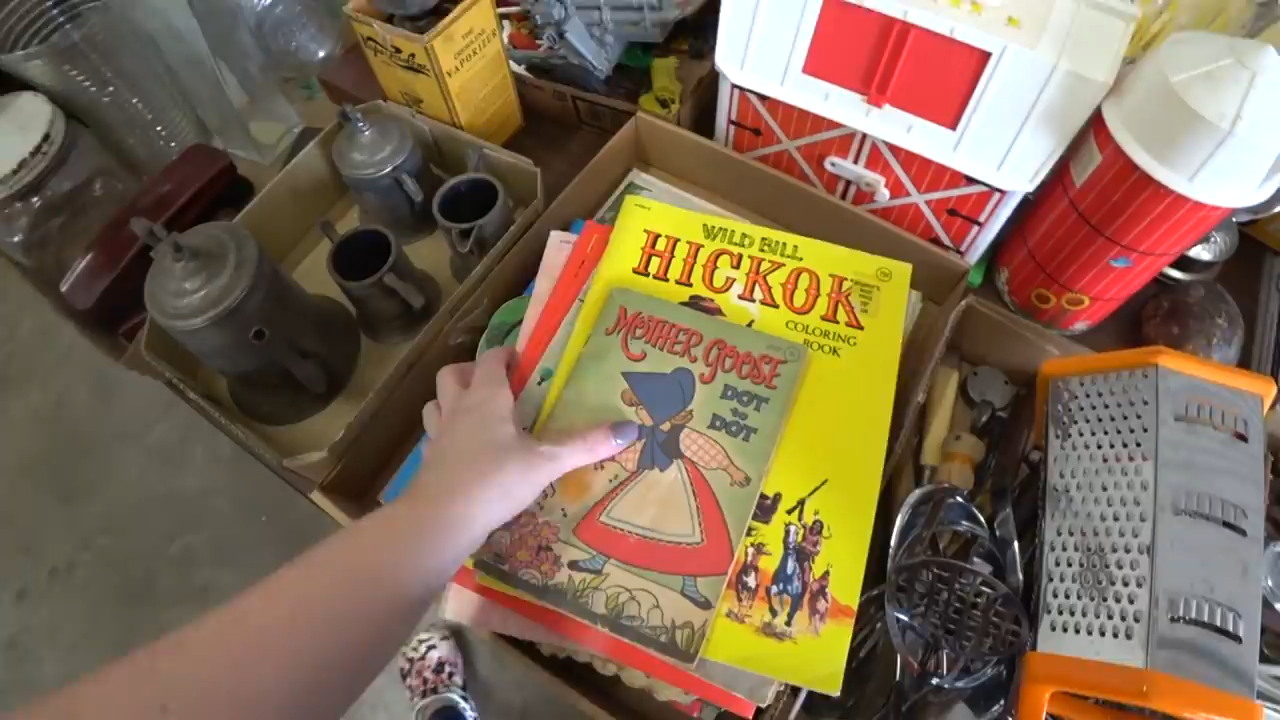 THE
VAPORIZER
WILD BILL
HICKOK
COLORING
BOOK
MOTHER GOOSE
DOT
to
DOT